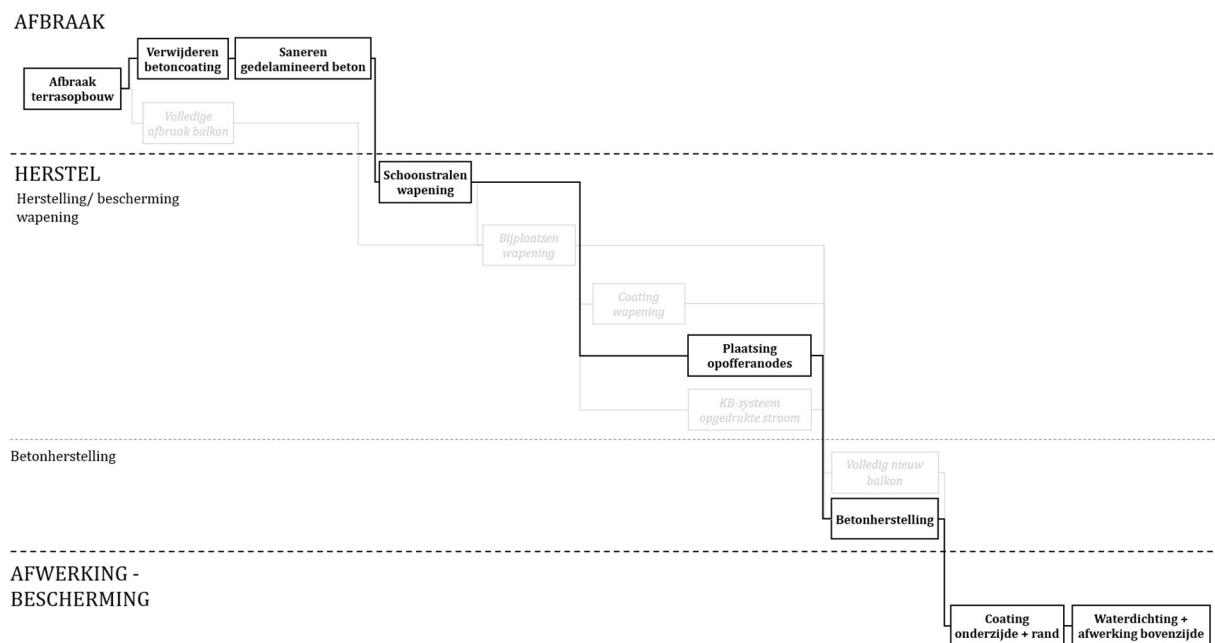 AFBRAAK
Verwijderen
betoncoating
Saneren
gedelamineerd beton
Afbraak
terrasopbouw
Volledige
afbraak balkon
HERSTEL
Herstelling/ bescherming
wapening
Schoonstralen
wapening
Bijplaatsen
wapening
Coating
wapening
Plaatsing
opofferanodes
KB-systeem
opgedrukte stroom
Betonherstelling
Volledig nieuw
balkon
Betonherstelling
AFWERKING -
BESCHERMING
Coating
onderzijde + rand
Waterdichting +
afwerking bovenzijde